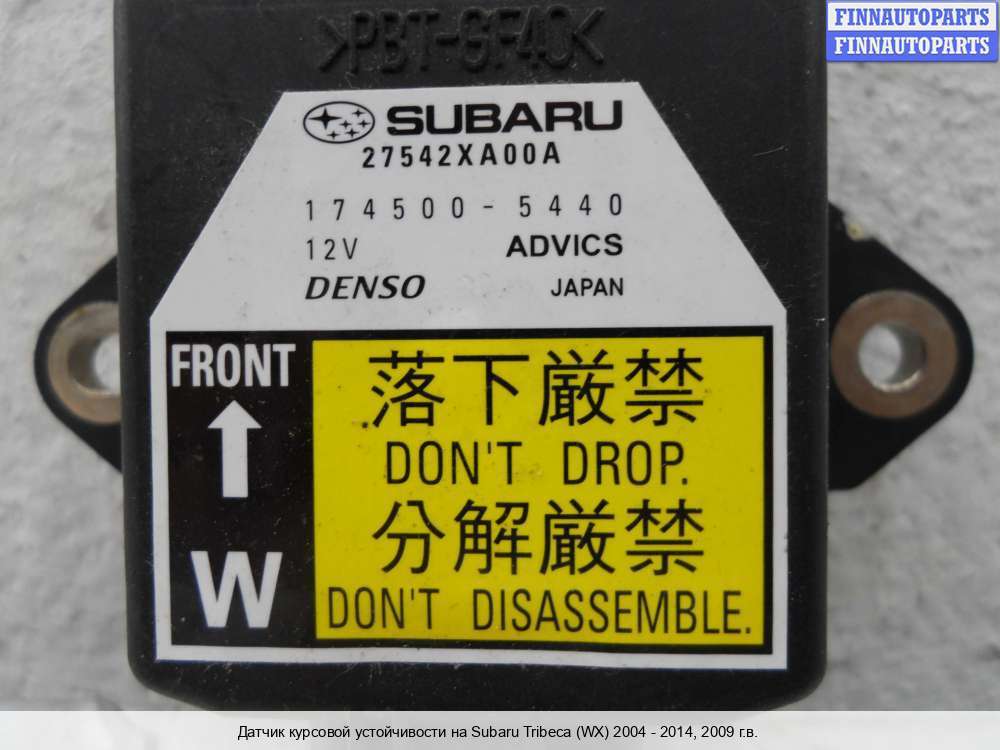 FINNAUTOPARTS
FINNAUTOPARTS
>PBT-GF40<
SUBARU
27542XA00A
174500-5440
12V ADVICS
DENSO JAPAN
FRONT
W
落下厳禁
DON'T DROP.
分解厳禁
DON'T DISASSEMBLE.
Датчик курсовой устойчивости на Subaru Tribeca (WX) 2004 - 2014, 2009 г.в.